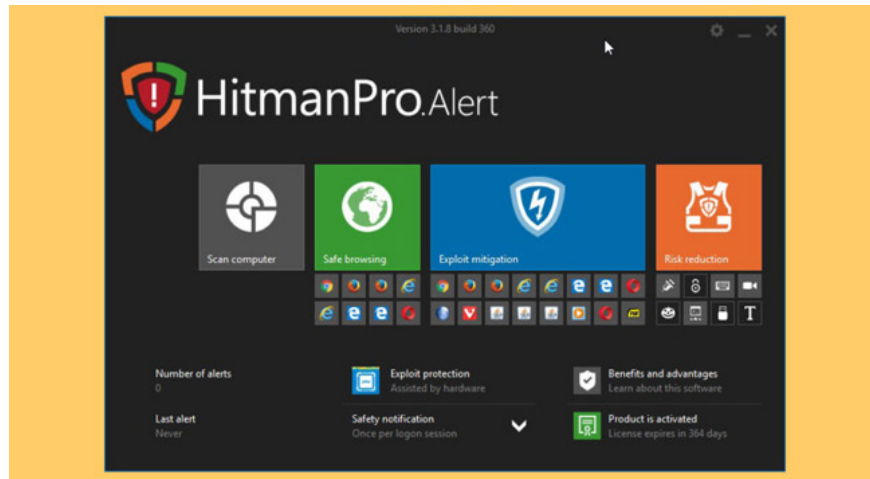 Version 3.1.8 build 360
HitmanPro.Alert
Scan computer
Safe browsing
Exploit mitigation
Risk reduction
T
Number of alerts
0
Exploit protection
Assisted by hardware
Benefits and advantages
Learn about this software
Last alert
Never
Safety notification
Once per logon session
Product is activated
License expires in 364 days